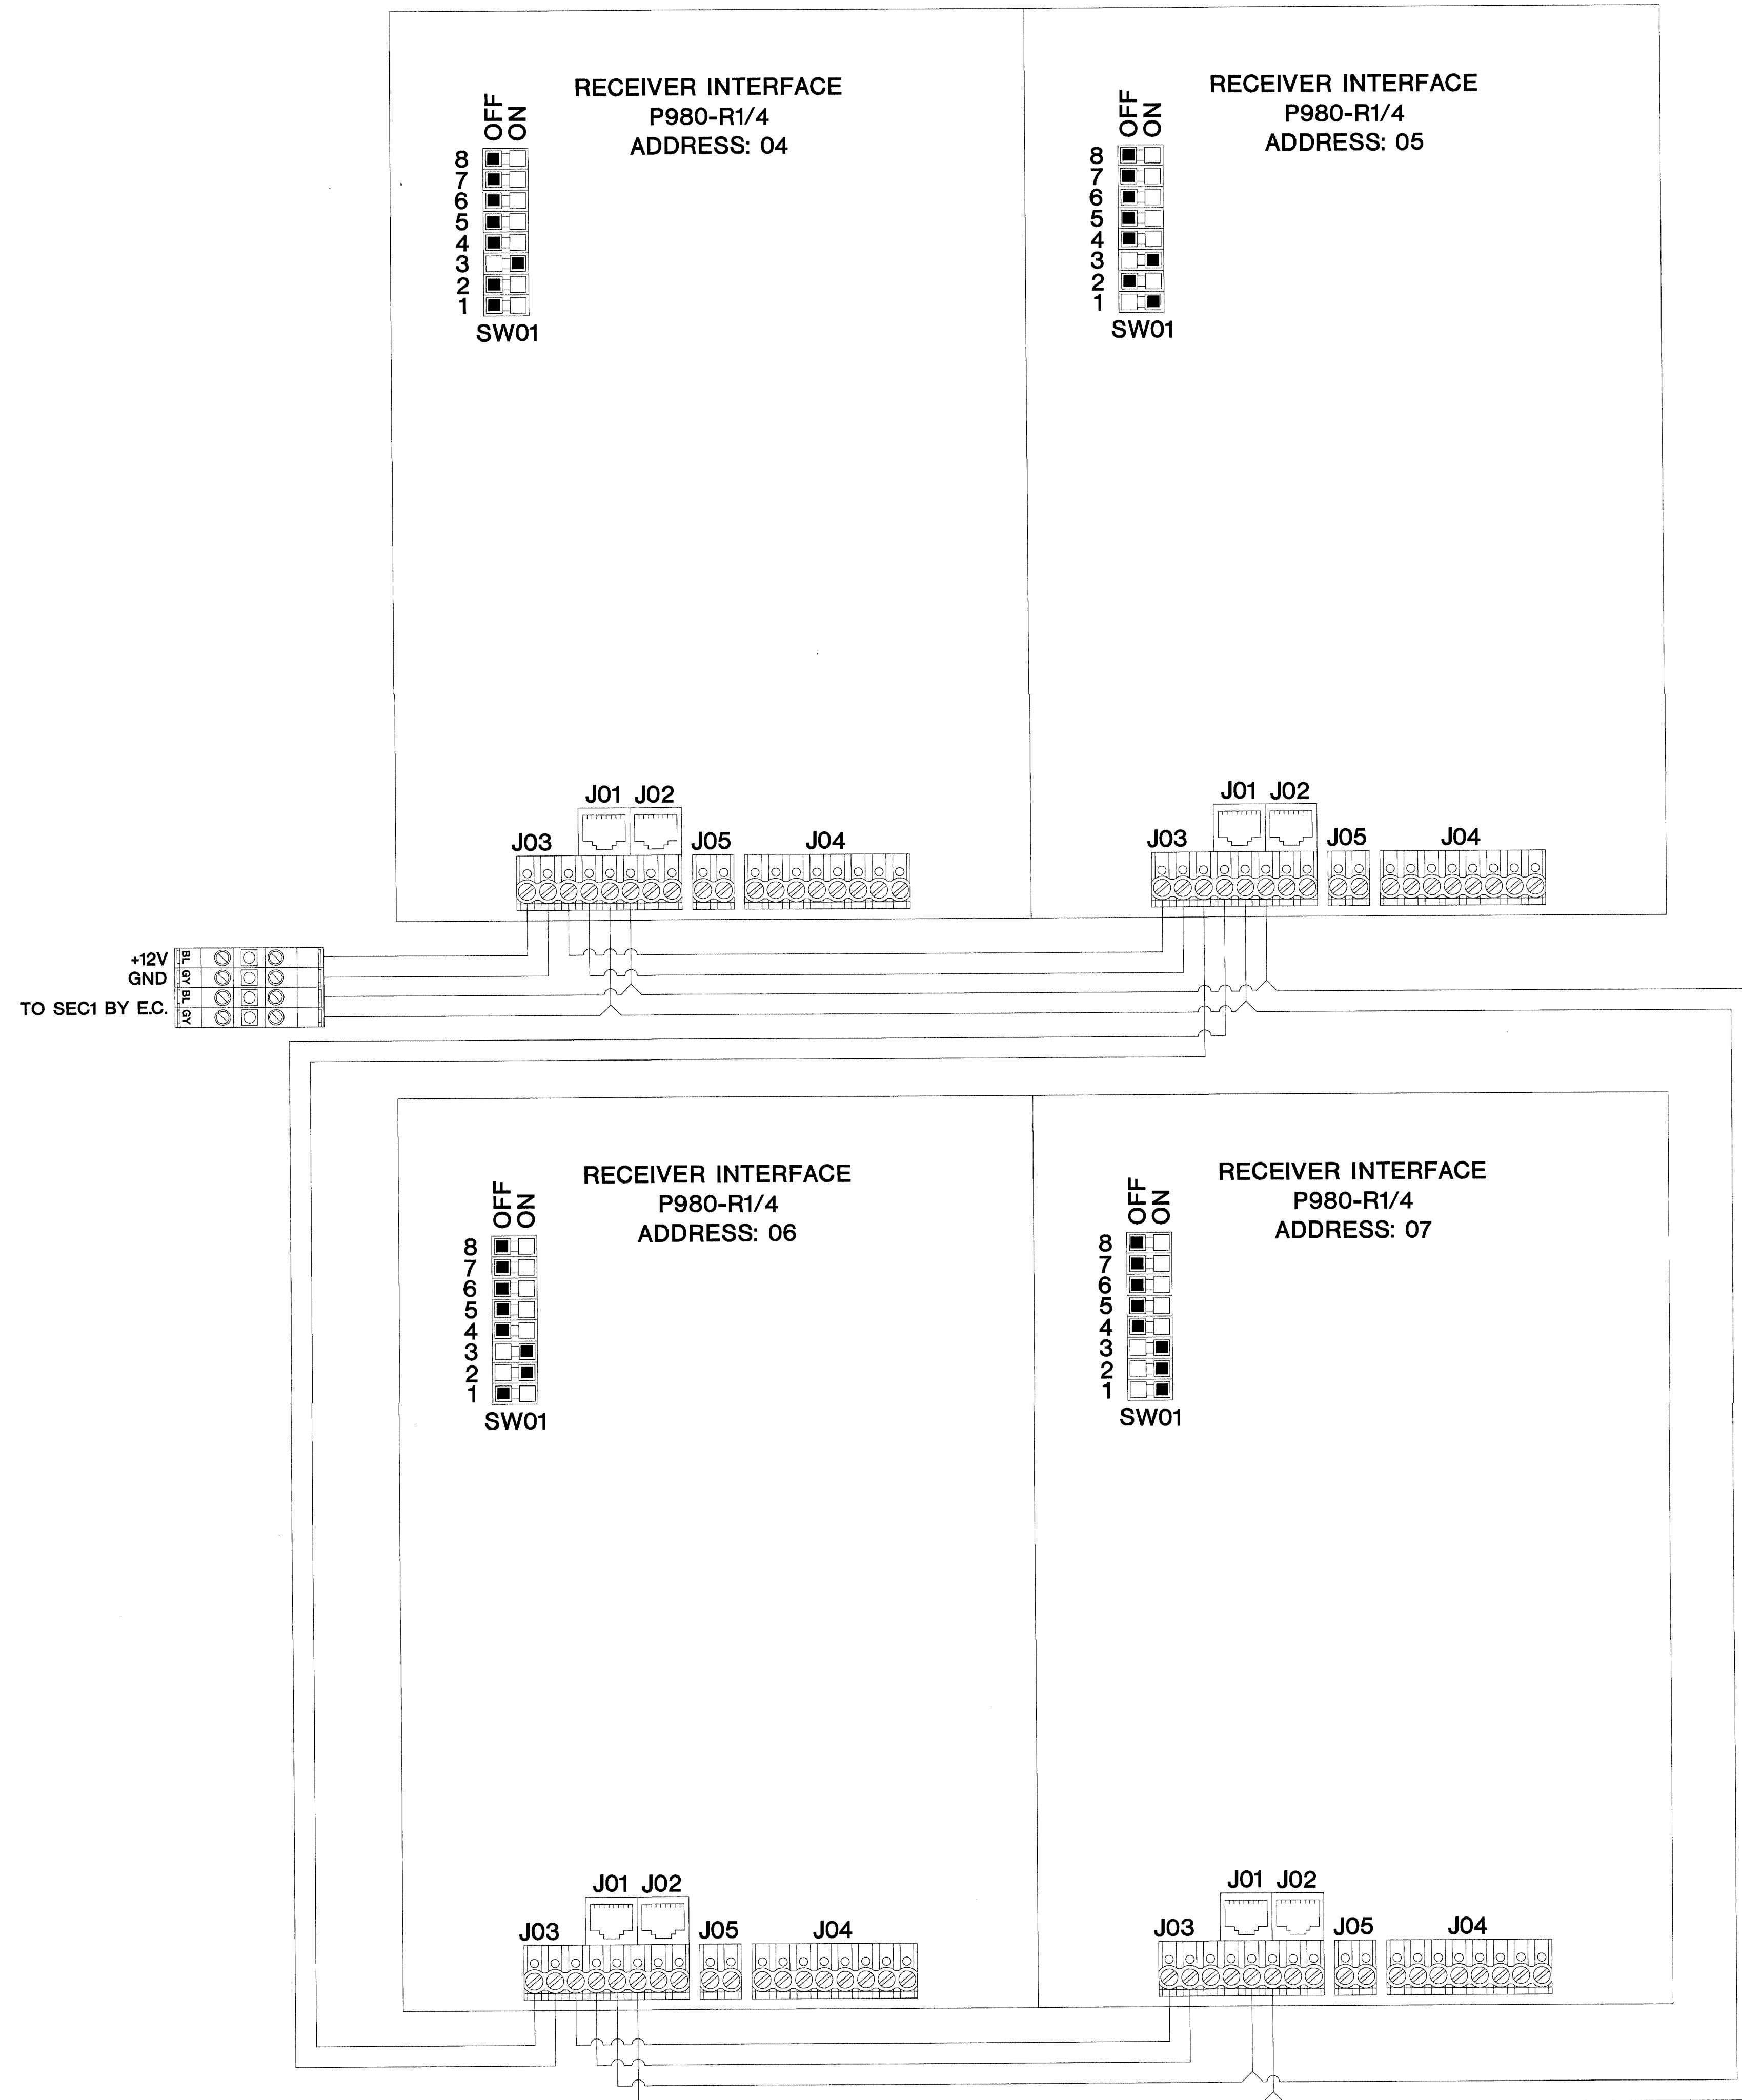 RECEIVER INTERFACE
P980-R1/4
ADDRESS: 04
OFF
ON
8
7
6
5
4
3
2
1
SW01
J01 J02
J03
J05
J04
RECEIVER INTERFACE
P980-R1/4
ADDRESS: 05
OFF
ON
8
7
6
5
4
3
2
1
SW01
J01 J02
J03
J05
J04
+12V
BL
GND
GY
BL
TO SEC1 BY E.C.
GY
RECEIVER INTERFACE
P980-R1/4
ADDRESS: 06
OFF
ON
8
7
6
5
4
3
2
1
SW01
J01 J02
J03
J05
J04
RECEIVER INTERFACE
P980-R1/4
ADDRESS: 07
OFF
ON
8
7
6
5
4
3
2
1
SW01
J01 J02
J03
J05
J04